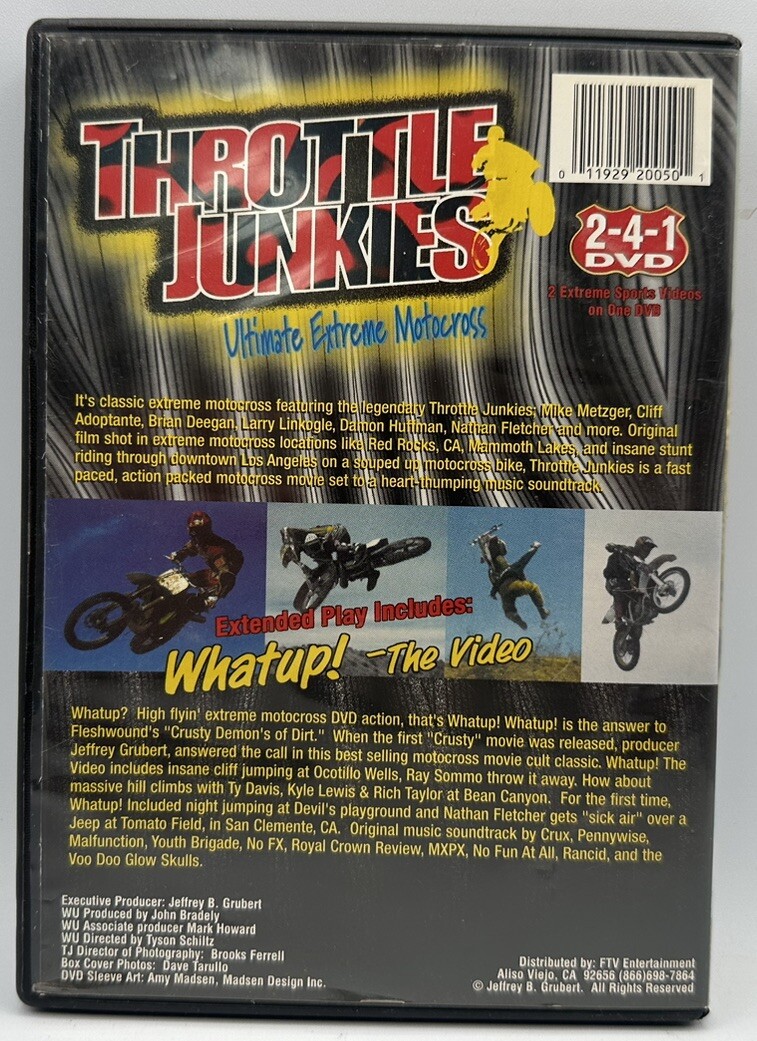 THROTTLE
JUNKIES
Ultimate Extreme Motocross
0 11929 20050 1
2-4-1
DVD
2 Extreme Sports Videos
on One DVD
It's classic extreme motocross featuring the legendary Throttle Junkies; Mike Metzger, Cliff
Adoptante, Brian Deegan, Larry Linkogle, Damon Huffman, Nathan Fletcher and more. Original
film shot in extreme motocross locations like Red Rocks, CA, Mammoth Lakes, and insane stunt
riding through downtown Los Angeles on a souped up motocross bike, Throttle Junkies is a fast
paced, action packed motocross movie set to a heart-thumping music soundtrack.
Extended Play Includes:
Whatup! -The Video
Whatup? High flyin' extreme motocross DVD action, that's Whatup! Whatup! is the answer to
Fleshwound's "Crusty Demon's of Dirt." When the first "Crusty" movie was released, producer
Jeffrey Grubert, answered the call in this best selling motocross movie cult classic. Whatup! The
Video includes insane cliff jumping at Ocotillo Wells, Ray Sommo throw it away. How about
massive hill climbs with Ty Davis, Kyle Lewis & Rich Taylor at Bean Canyon. For the first time,
Whatup! Included night jumping at Devil's playground and Nathan Fletcher gets "sick air" over a
Jeep at Tomato Field, in San Clemente, CA. Original music soundtrack by Crux, Pennywise,
Malfunction, Youth Brigade, No FX, Royal Crown Review, MXPX, No Fun At All, Rancid, and the
Voo Doo Glow Skulls.
Executive Producer: Jeffrey B. Grubert
WU Produced by John Bradely
WU Associate producer Mark Howard
WU Directed by Tyson Schiltz
TJ Director of Photography: Brooks Ferrell
Box Cover Photos: Dave Tarullo
DVD Sleeve Art: Amy Madsen, Madsen Design Inc.
Distributed by: FTV Entertainment
Aliso Viejo, CA 92656 (866)698-7864
© Jeffrey B. Grubert. All Rights Reserved